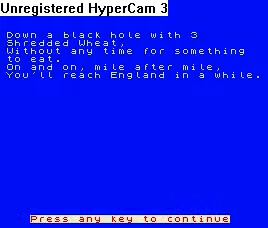 Unregistered HyperCam 3
Down a black hole with 3
Shredded Wheat,
Without any time for something
to eat.
On and on, mile after mile,
You'll reach England in a while.
Press any key to continue